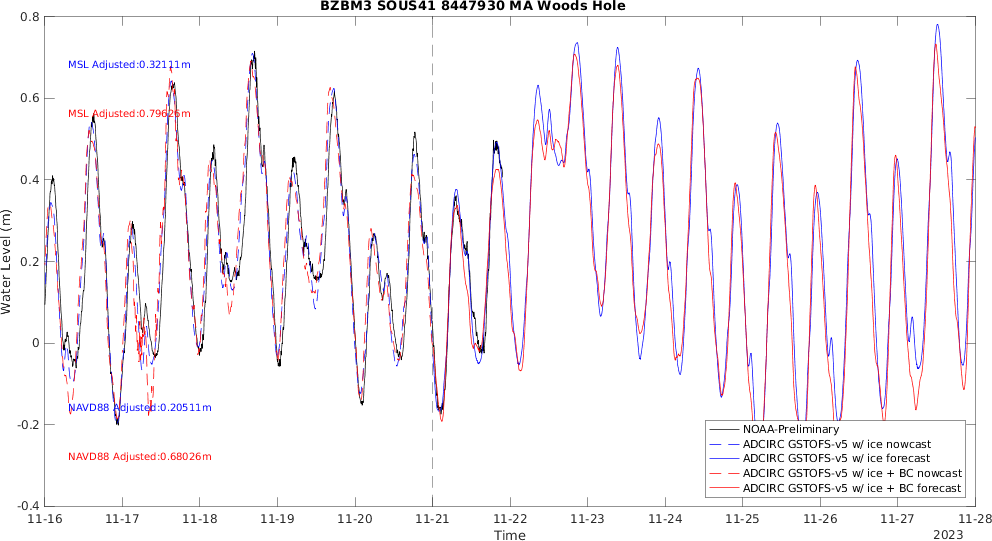 BZBM3 SOUS41 8447930 MA Woods Hole
Water Level (m)
0.8
0.6
0.4
0.2
0
-0.2
-0.4
MSL Adjusted:0.32111m
MSL Adjusted:0.79626m
NAVD88 Adjusted:0.20511m
NAVD88 Adjusted:0.68026m
NOAA-Preliminary
ADCIRC GSTOFS-v5 w/ ice nowcast
ADCIRC GSTOFS-v5 w/ ice forecast
ADCIRC GSTOFS-v5 w/ ice + BC nowcast
ADCIRC GSTOFS-v5 w/ ice + BC forecast
11-16 11-17 11-18 11-19 11-20 11-21 11-22 11-23 11-24 11-25 11-26 11-27 11-28
Time
2023